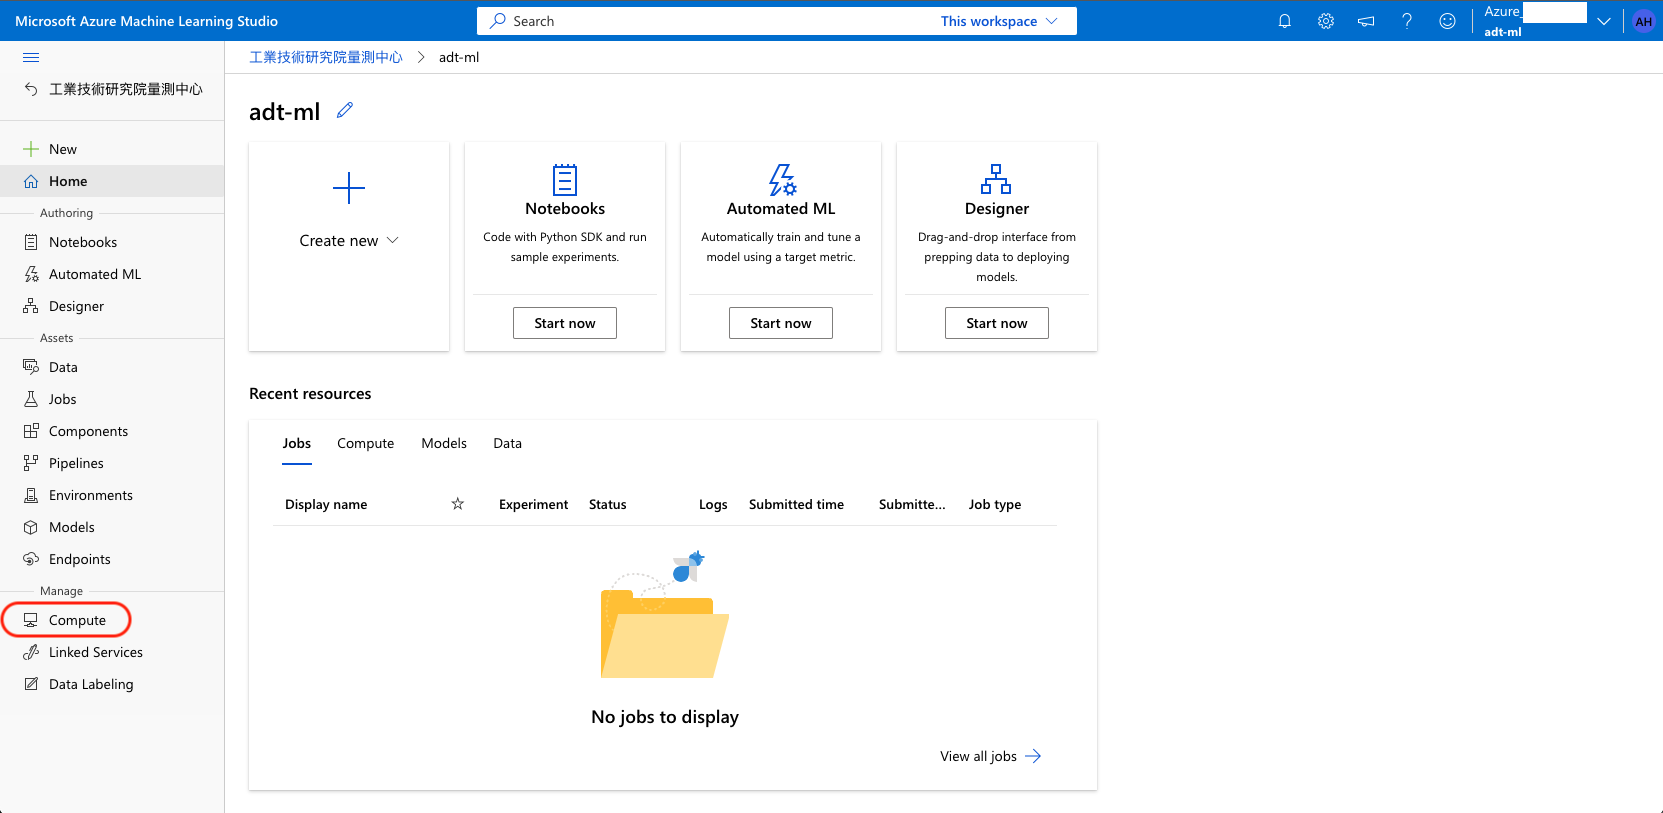 Microsoft Azure Machine Learning Studio
Search
This workspace
Azure_
adt-ml
AH
工業技術研究院量測中心
工業技術研究院量測中心 > adt-ml
New
Home
Authoring
Notebooks
Automated ML
Designer
Assets
Data
Jobs
Components
Pipelines
Environments
Models
Endpoints
Manage
Compute
Linked Services
Data Labeling
adt-ml
Create new
Notebooks
Code with Python SDK and run
sample experiments.
Start now
Automated ML
Automatically train and tune a
model using a target metric.
Start now
Designer
Drag-and-drop interface from
prepping data to deploying
models.
Start now
Recent resources
Jobs Compute Models Data
Display name Experiment Status Logs Submitted time Submitte... Job type
No jobs to display
View all jobs